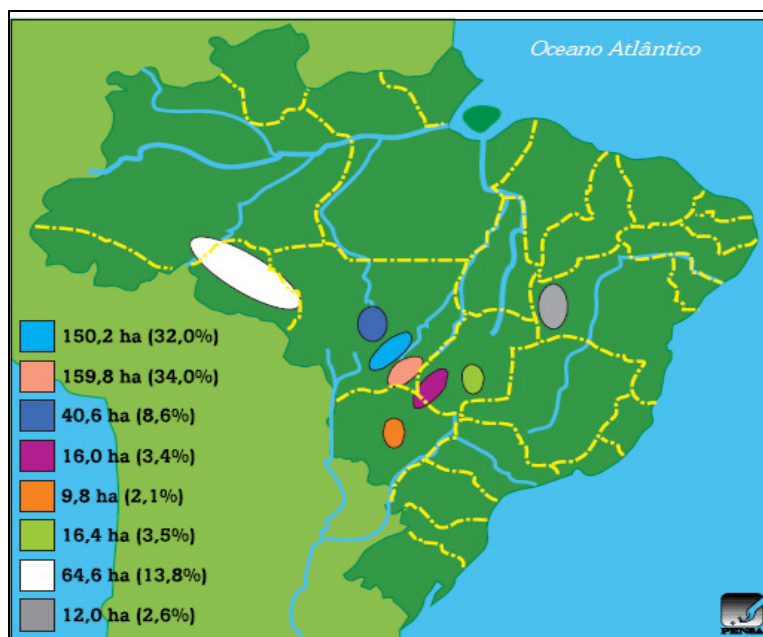 Oceano Atlântico
150,2 ha (32,0%)
159,8 ha (34,0%)
40,6 ha (8,6%)
16,0 ha (3,4%)
9,8 ha (2,1%)
16,4 ha (3,5%)
64,6 ha (13,8%)
12,0 ha (2,6%)
PENSA